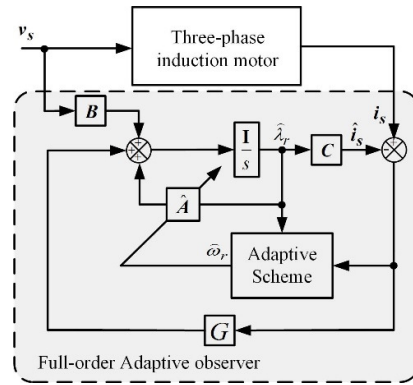 v_s
Three-phase
induction motor
i_s
B
I
s
λ̂_r
C
î_s
+
+
+
+
-
Â
ω̂_r
Adaptive
Scheme
G
Full-order Adaptive observer